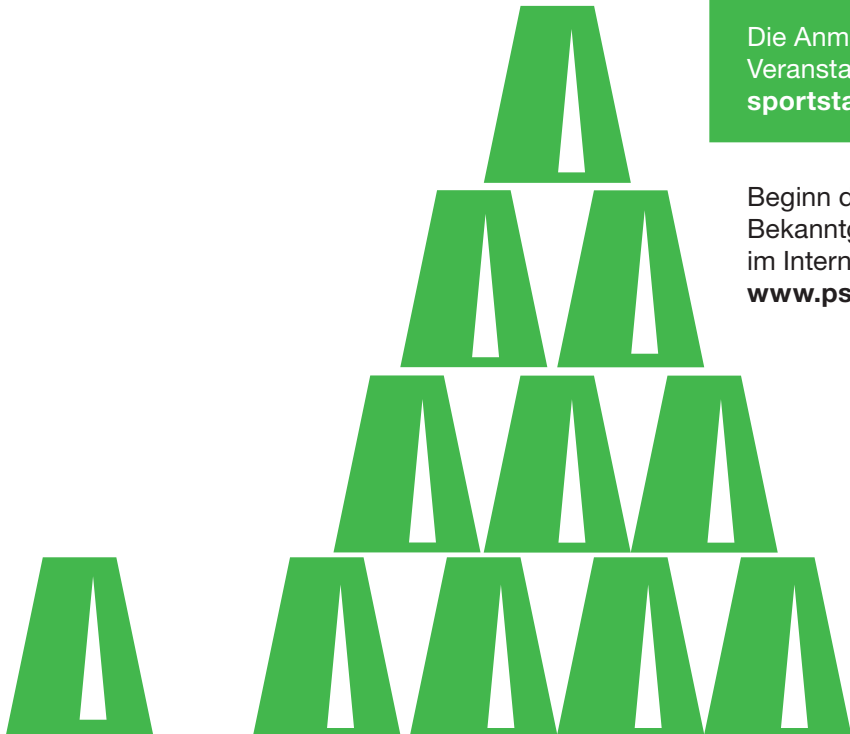 Die Anm
Veransta
sportsta
Beginn d
Bekanntg
im Intern
www.ps